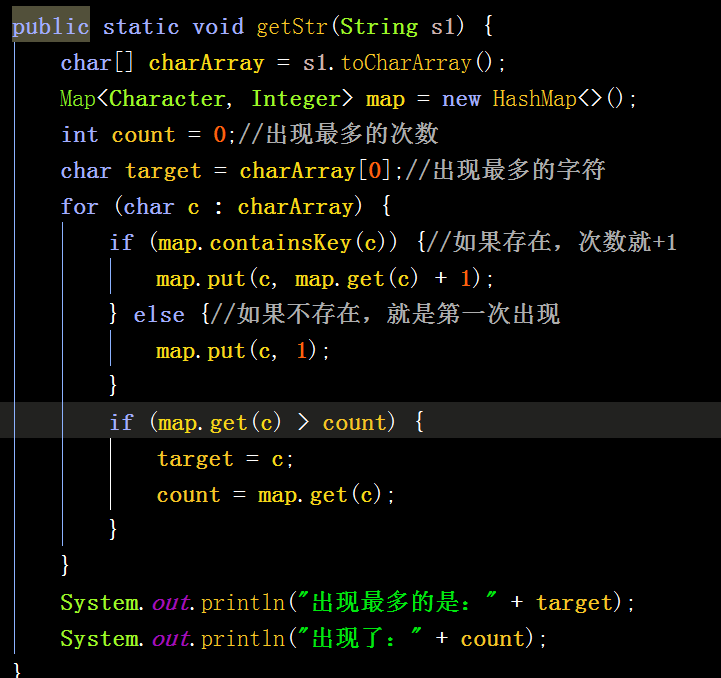 public static void getStr(String s1) {
char[] charArray = s1.toCharArray();
Map<Character, Integer> map = new HashMap<>();
int count = 0;//出现最多的次数
char target = charArray[0];//出现最多的字符
for (char c : charArray) {
if (map.containsKey(c)) {//如果存在，次数就+1
map.put(c, map.get(c) + 1);
} else {//如果不存在，就是第一次出现
map.put(c, 1);
}
if (map.get(c) > count) {
target = c;
count = map.get(c);
}
}
System.out.println("出现最多的是：" + target);
System.out.println("出现了：" + count);
}